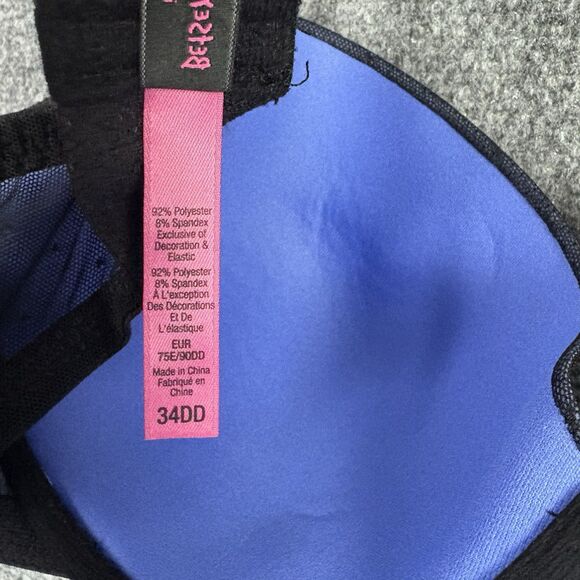 BETSEY
92% Polyester
8% Spandex
Exclusive of
Decoration &
Elastic
92% Polyester
8% Spandex
À L'exception
Des Décorations
Et De
L'élastique
EUR
75E/90DD
Made in China
Fabriqué en
Chine
34DD